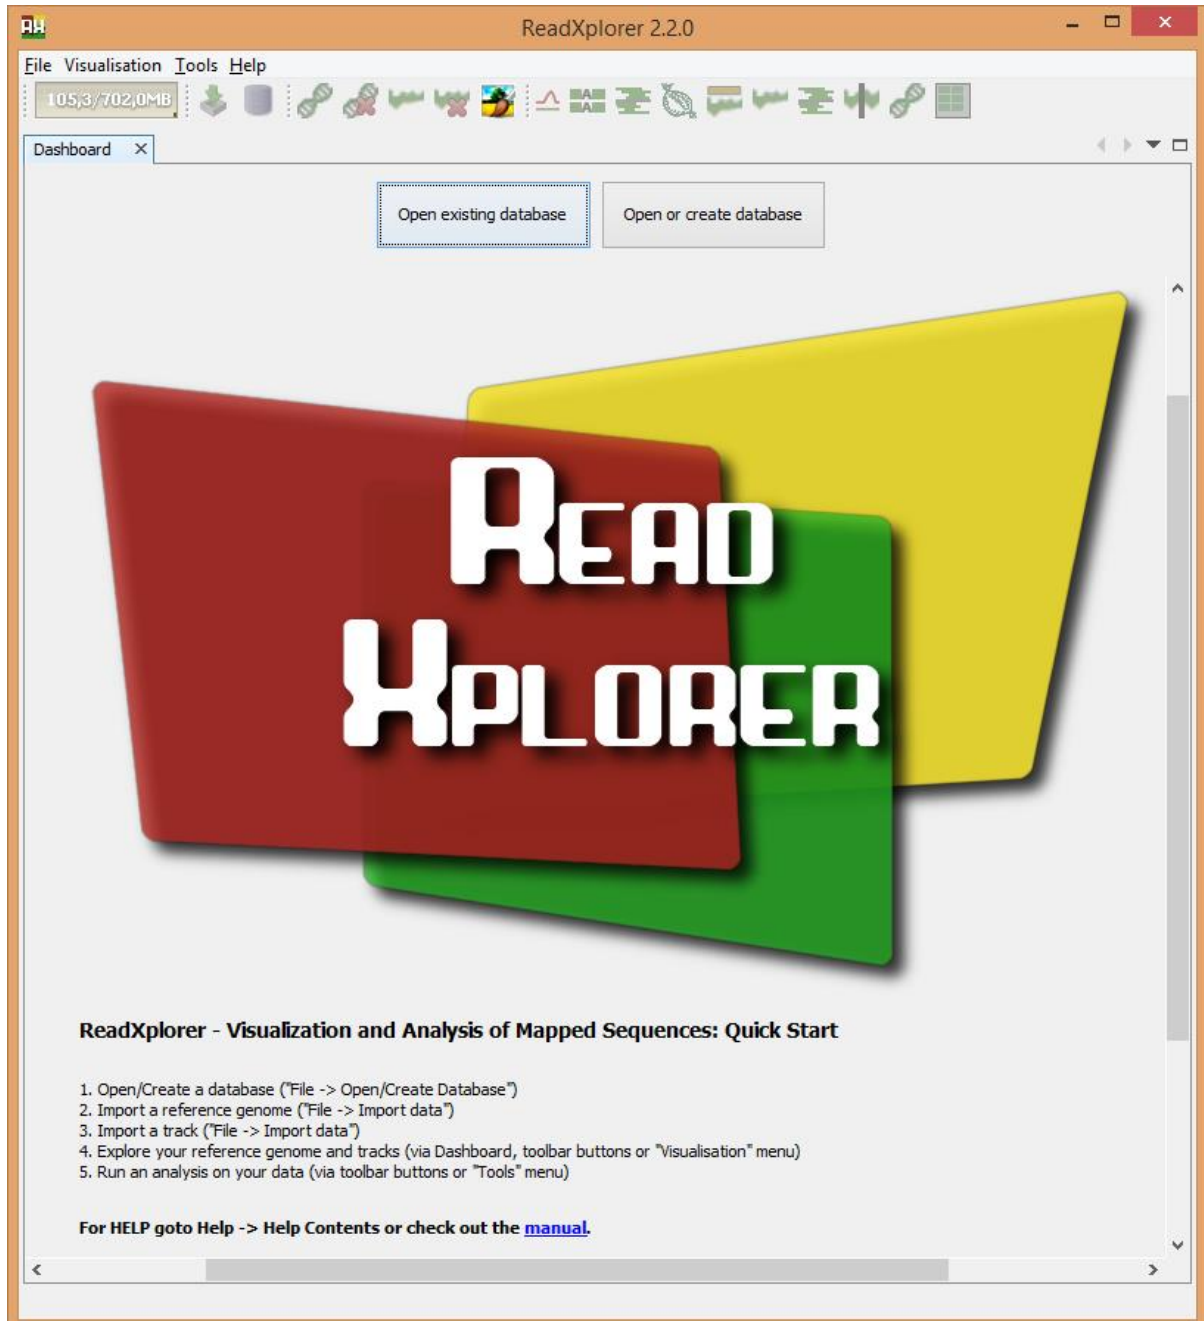 ReadXplorer 2.2.0
File Visualisation Tools Help
105,3/702,0MB
Dashboard
Open existing database Open or create database
READ
XPLORER
ReadXplorer - Visualization and Analysis of Mapped Sequences: Quick Start
1. Open/Create a database ("File -> Open/Create Database")
2. Import a reference genome ("File -> Import data")
3. Import a track ("File -> Import data")
4. Explore your reference genome and tracks (via Dashboard, toolbar buttons or "Visualisation" menu)
5. Run an analysis on your data (via toolbar buttons or "Tools" menu)
For HELP goto Help -> Help Contents or check out the manual.